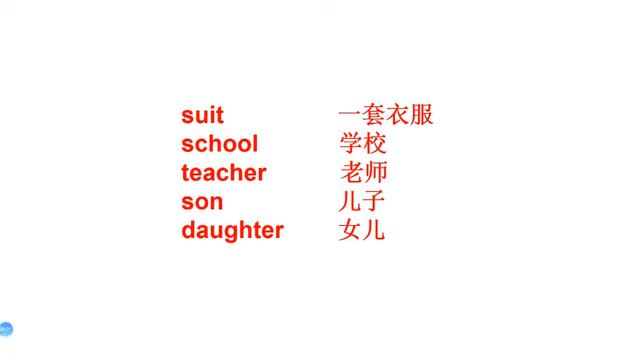 suit 一套衣服
school 学校
teacher 老师
son 儿子
daughter 女儿